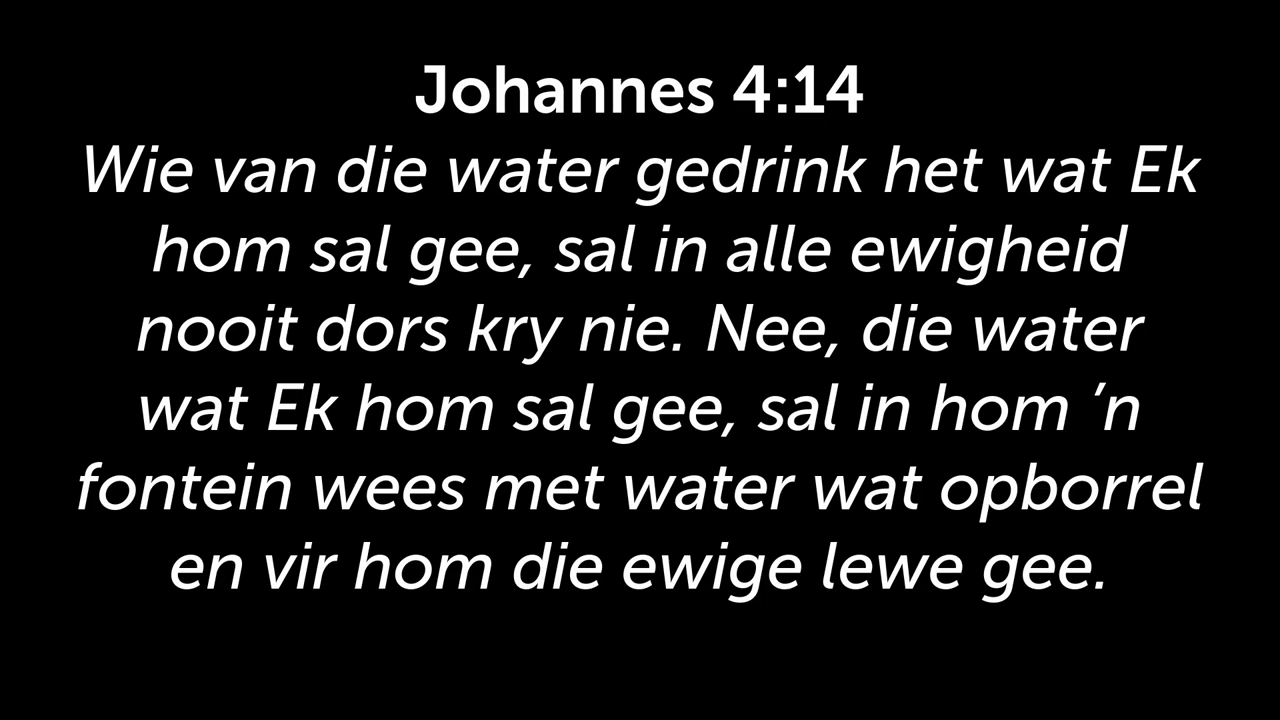 Johannes 4:14
Wie van die water gedrink het wat Ek
hom sal gee, sal in alle ewigheid
nooit dors kry nie. Nee, die water
wat Ek hom sal gee, sal in hom ’n
fontein wees met water wat opborrel
en vir hom die ewige lewe gee.